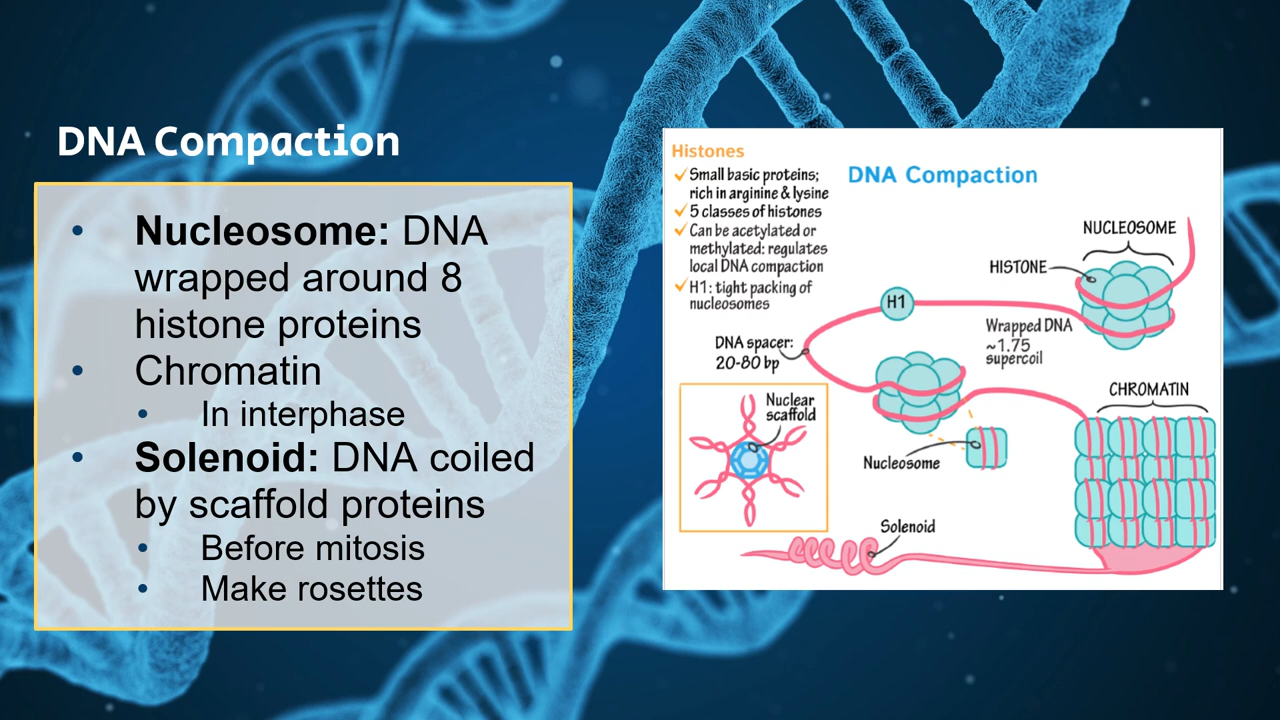 DNA Compaction
• Nucleosome: DNA
wrapped around 8
histone proteins
• Chromatin
• In interphase
• Solenoid: DNA coiled
by scaffold proteins
• Before mitosis
• Make rosettes
Histones
✓ Small basic proteins;
rich in arginine & lysine
✓ 5 classes of histones
✓ Can be acetylated or
methylated: regulates
local DNA compaction
✓ H1: tight packing of
nucleosomes
DNA Compaction
NUCLEOSOME
HISTONE
H1
Wrapped DNA
~1.75
supercoil
DNA spacer:
20-80 bp
CHROMATIN
Nuclear
scaffold
Nucleosome
Solenoid